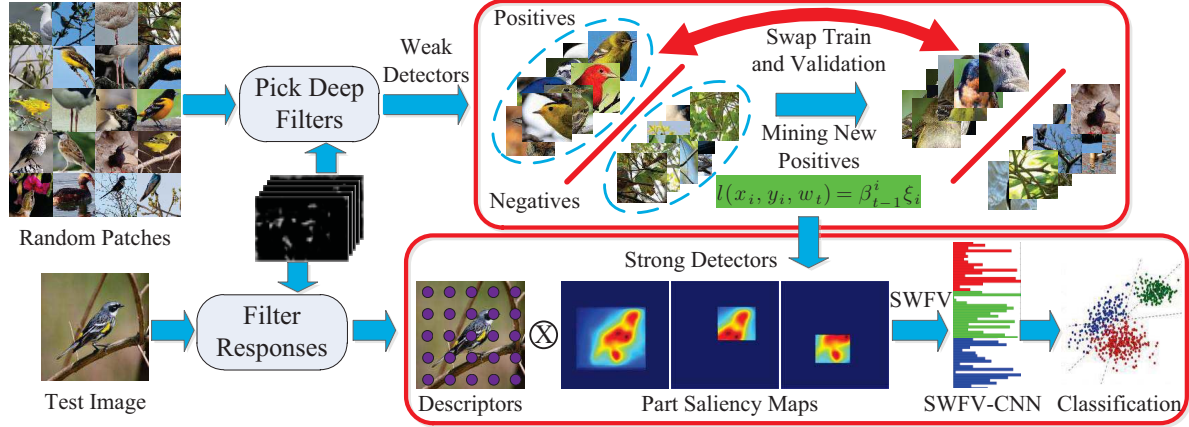 Random Patches
Pick Deep
Filters
Weak
Detectors
Positives
Negatives
Swap Train
and Validation
Mining New
Positives
l(x_i, y_i, w_t) = β^i_{t-1} ξ_i
Test Image
Filter
Responses
Strong Detectors
Descriptors
Part Saliency Maps
SWFV
SWFV-CNN
Classification